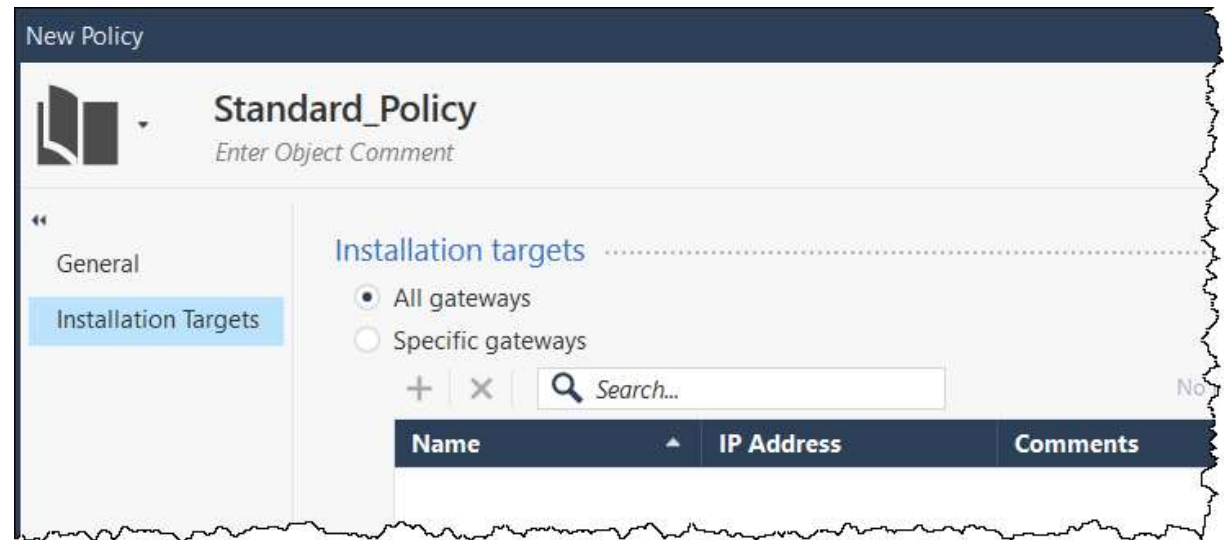 New Policy
Standard_Policy
Enter Object Comment
General
Installation Targets
Installation targets
All gateways
Specific gateways
Search...
No
Name IP Address Comments